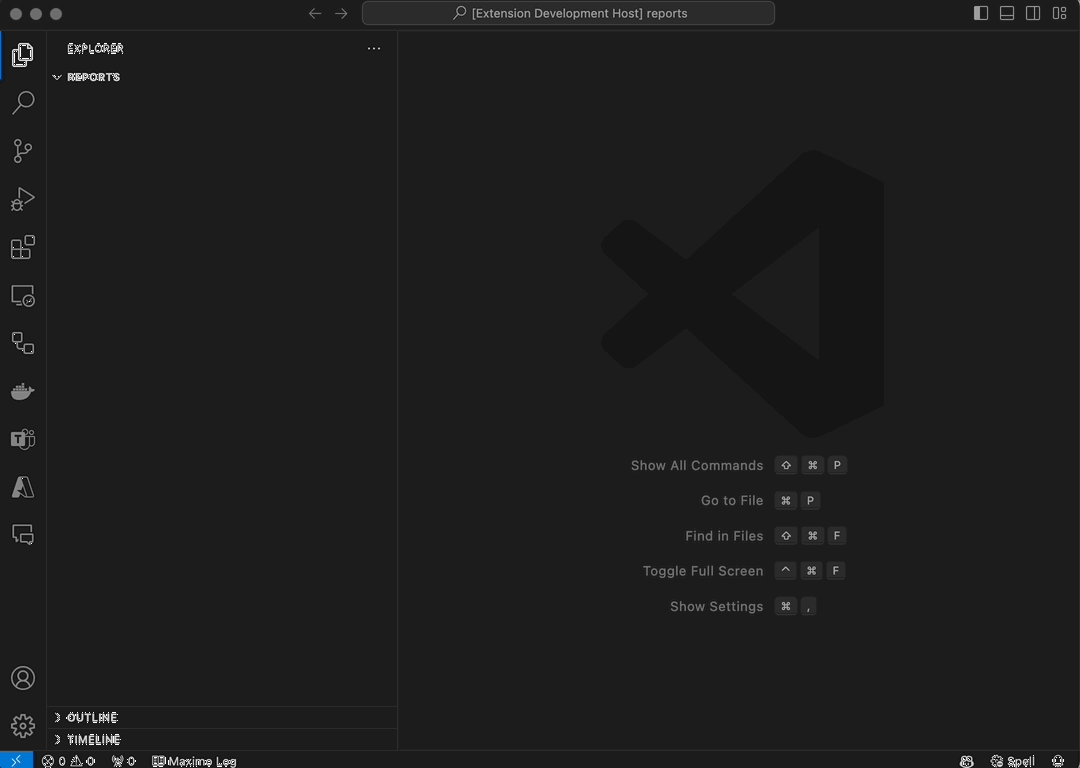 [Extension Development Host] reports
EXPLORER
REPORTS
Show All Commands ⇧ ⌘ P
Go to File ⌘ P
Find in Files ⇧ ⌘ F
Toggle Full Screen ^ ⌘ F
Show Settings ⌘ ,
OUTLINE
TIMELINE
0 0 0 Maxime Leg Spell